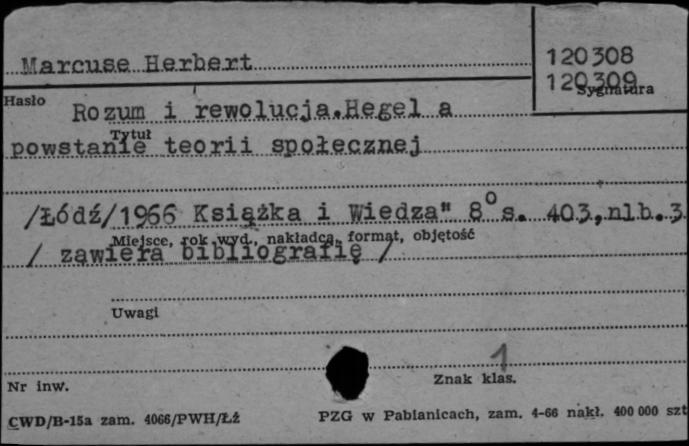 Marcuse Herbert
120308
120309
Hasło
Sygnatura
Rozum i rewolucja.Hegel a
Tytuł
powstanie teorii społecznej
/Łódź/1966 Książka i Wiedza" 8° s. 403,nlb.3
Miejsce, rok wyd., nakładca, format, objętość
/ zawiera bibliografię /
Uwagi
1
Nr inw.
Znak klas.
CWD/B-15a zam. 4066/PWH/Łź
PZG w Pabianicach, zam. 4-66 nakł. 400 000 szt